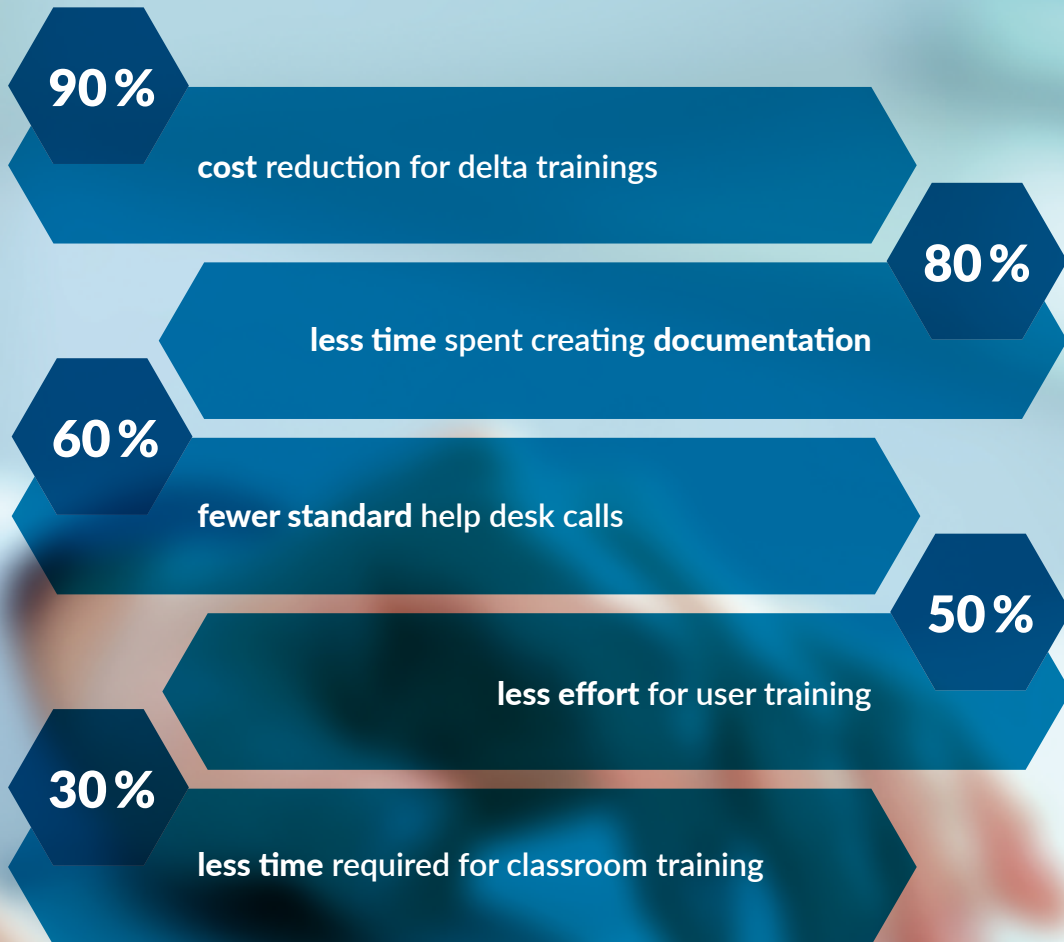 90 %
cost reduction for delta trainings
80 %
less time spent creating documentation
60 %
fewer standard help desk calls
50 %
less effort for user training
30 %
less time required for classroom training